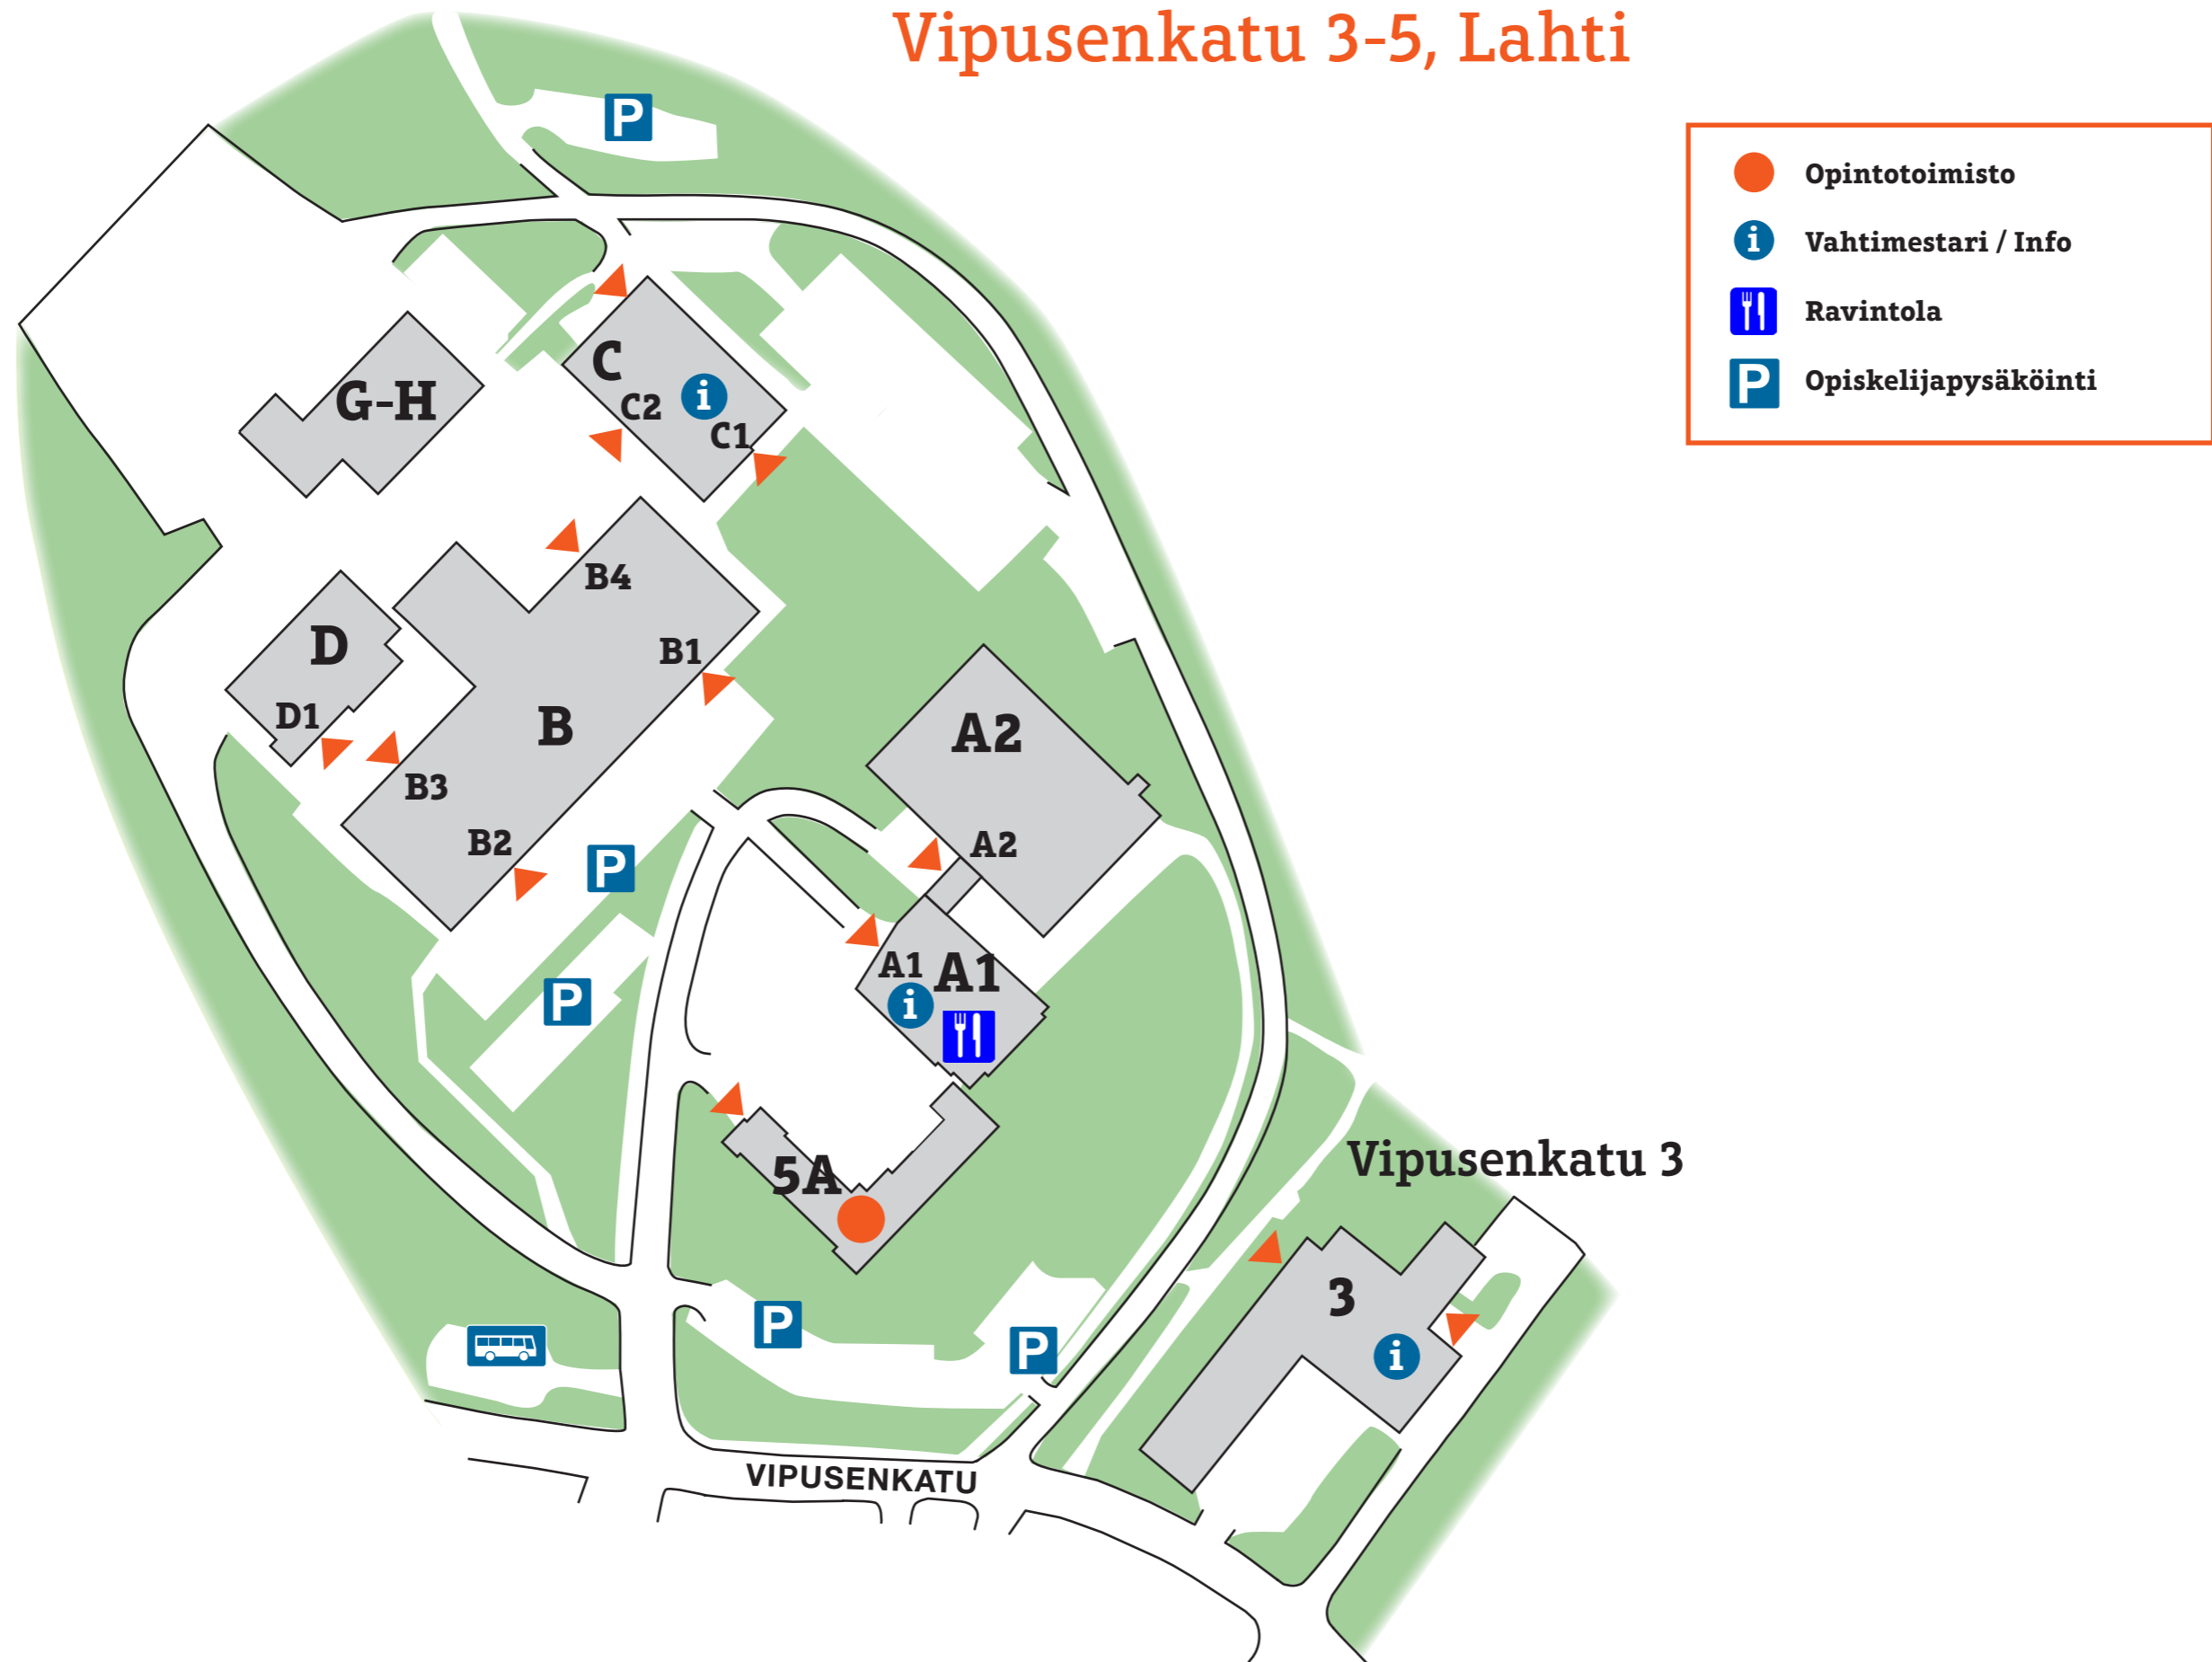 Vipusenkatu 3-5, Lahti
P
Opintotoimisto
i Vahtimestari / Info
Ravintola
P Opiskelijapysäköinti
C
C2
i
C1
G-H
B4
D
B1
D1
B
A2
B3
B2
A2
P
A1
A1
i
P
5A
Vipusenkatu 3
3
i
P
P
VIPUSENKATU